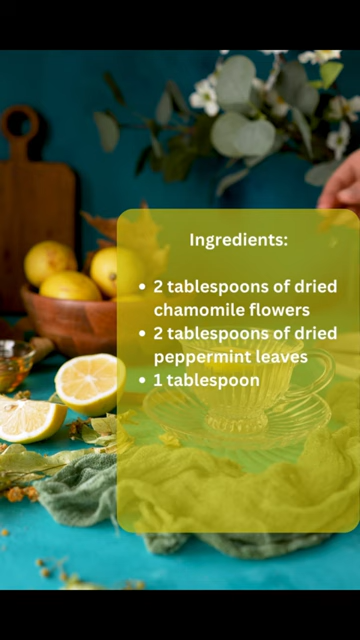 Ingredients:
• 2 tablespoons of dried
chamomile flowers
• 2 tablespoons of dried
peppermint leaves
• 1 tablespoon